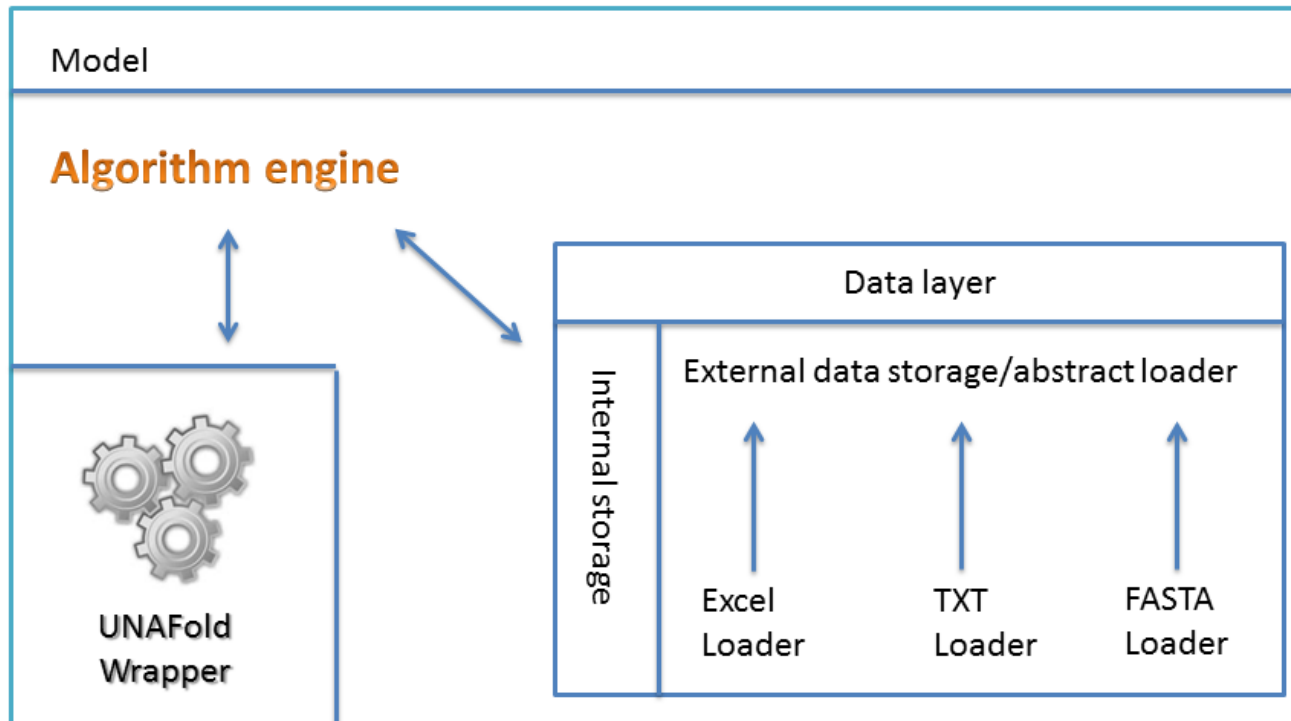 Model
Algorithm engine
Data layer
Internal storage
External data storage/abstract loader
Excel
Loader
TXT
Loader
FASTA
Loader
UNAFold
Wrapper